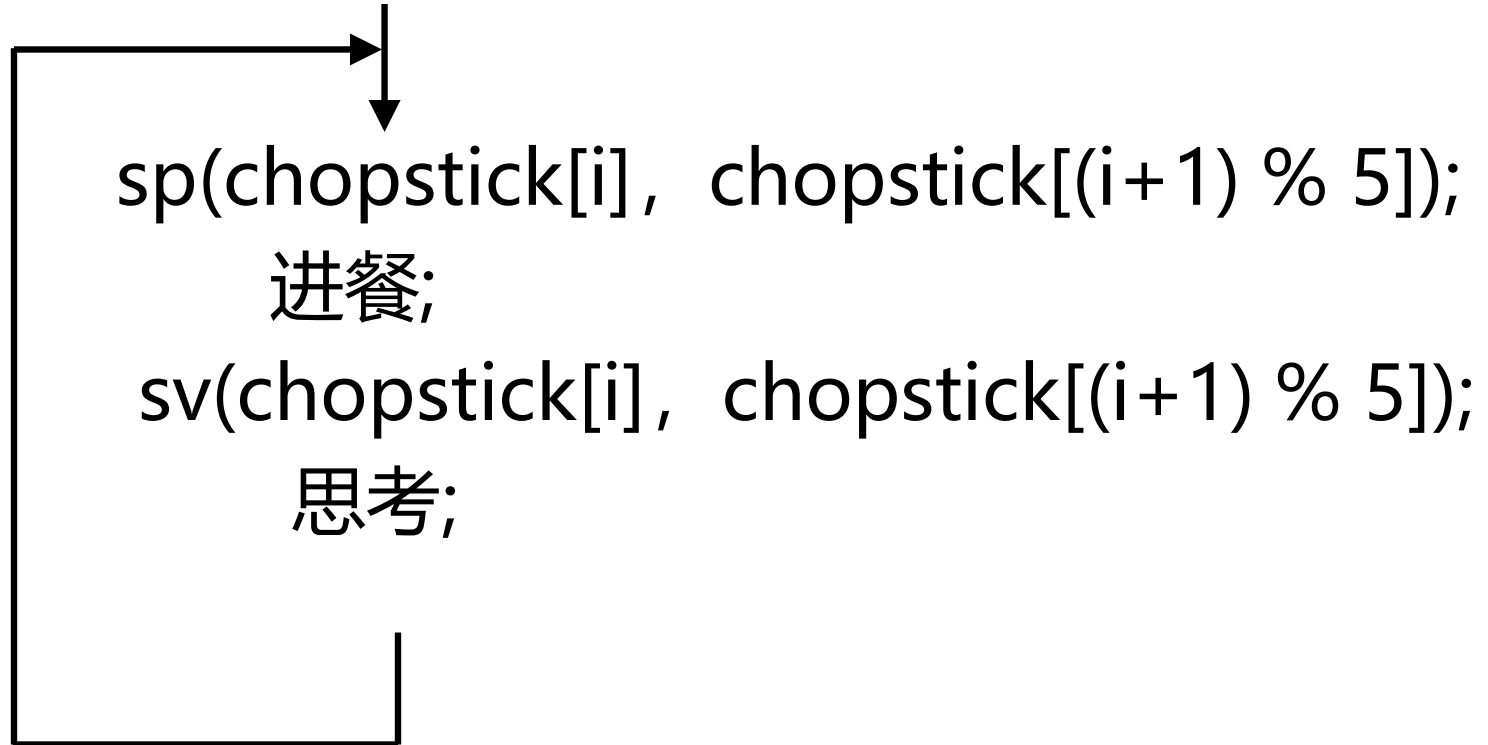 sp(chopstick[i]，chopstick[(i+1) % 5]);
进餐;
sv(chopstick[i]，chopstick[(i+1) % 5]);
思考;